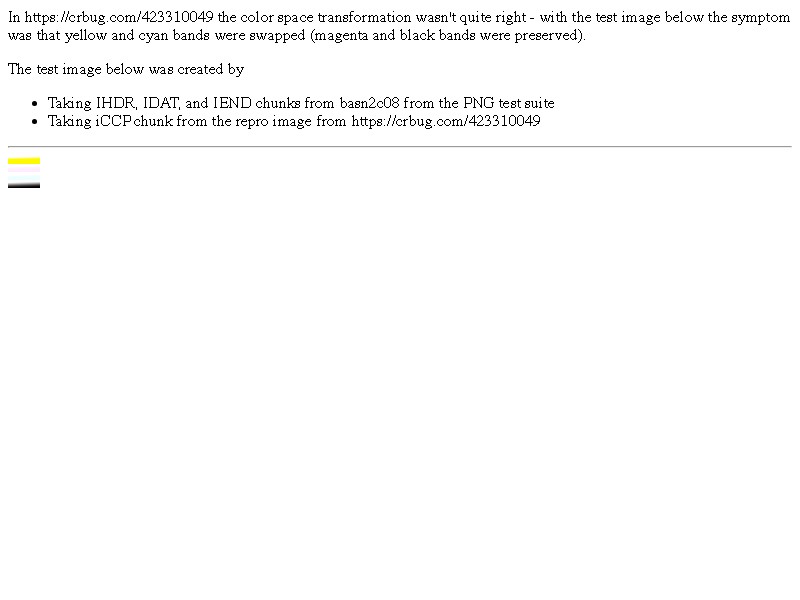 In https://crbug.com/423310049 the color space transformation wasn't quite right - with the test image below the symptom
was that yellow and cyan bands were swapped (magenta and black bands were preserved).
The test image below was created by
• Taking IHDR, IDAT, and IEND chunks from basn2c08 from the PNG test suite
• Taking iCCP chunk from the repro image from https://crbug.com/423310049